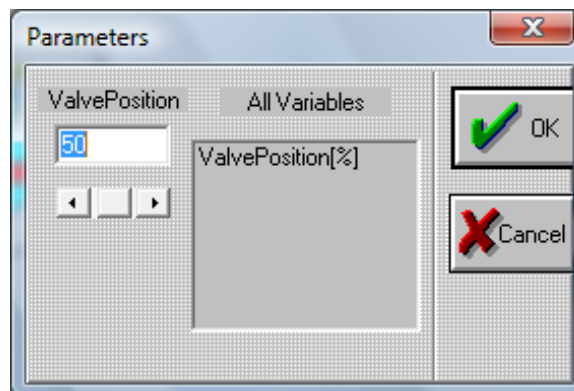 Parameters
ValvePosition
All Variables
50
ValvePosition[%]
OK
Cancel